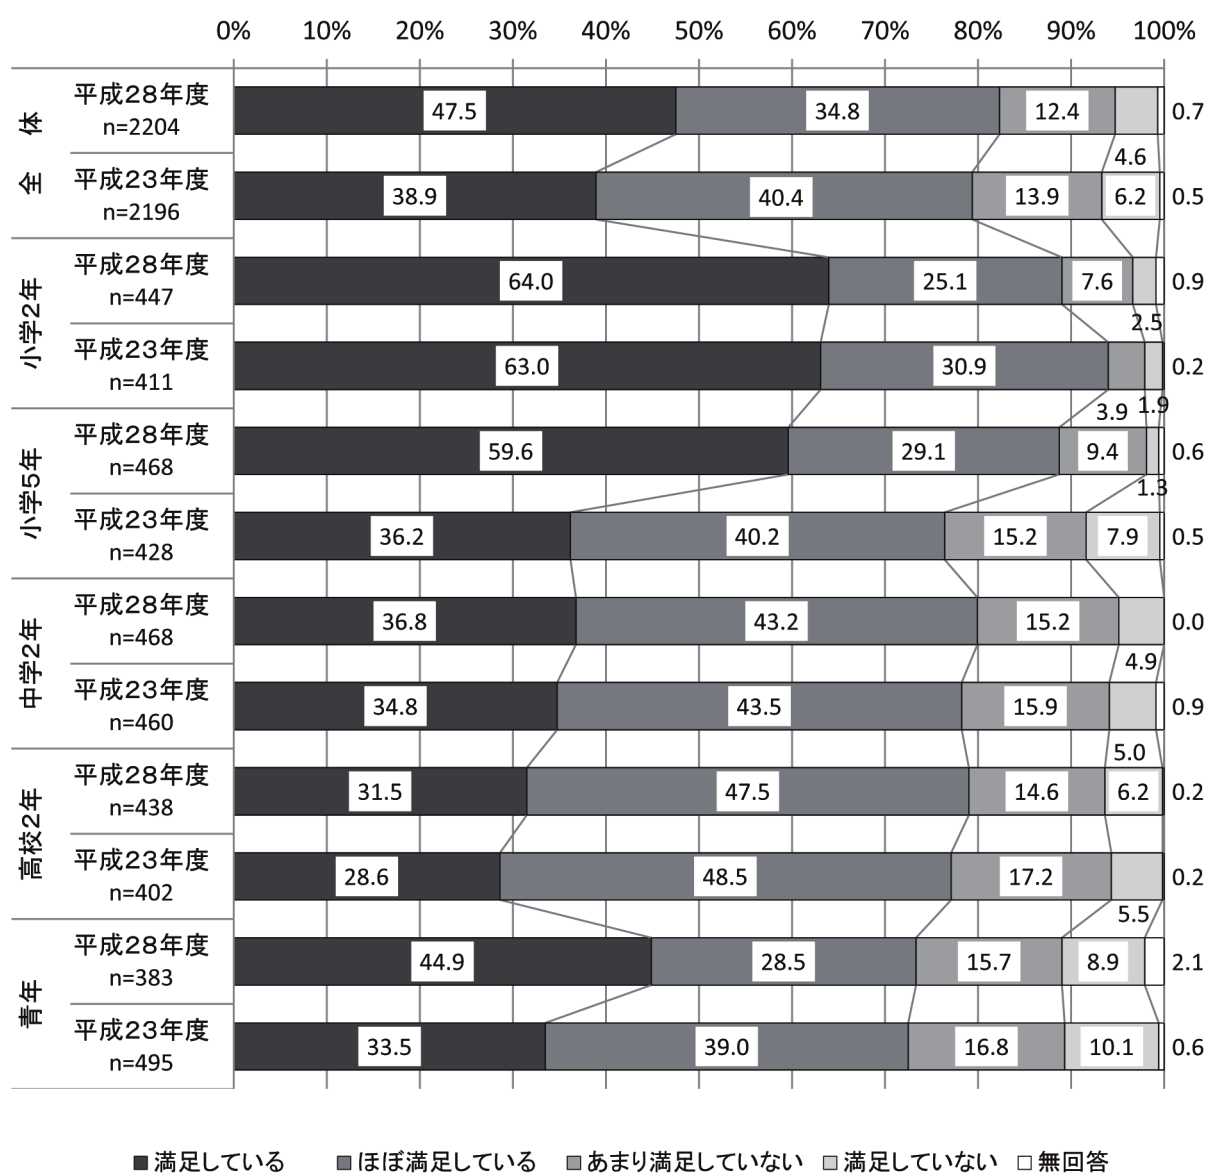 0% 10% 20% 30% 40% 50% 60% 70% 80% 90% 100%
全体
平成28年度
n=2204
47.5 34.8 12.4 4.6 0.7
平成23年度
n=2196
38.9 40.4 13.9 6.2 0.5
小学2年
平成28年度
n=447
64.0 25.1 7.6 2.5 0.9
平成23年度
n=411
63.0 30.9 3.9 1.9 0.2
小学5年
平成28年度
n=468
59.6 29.1 9.4 1.3 0.6
平成23年度
n=428
36.2 40.2 15.2 7.9 0.5
中学2年
平成28年度
n=468
36.8 43.2 15.2 4.9 0.0
平成23年度
n=460
34.8 43.5 15.9 5.0 0.9
高校2年
平成28年度
n=438
31.5 47.5 14.6 6.2 0.2
平成23年度
n=402
28.6 48.5 17.2 5.5 0.2
青年
平成28年度
n=383
44.9 28.5 15.7 8.9 2.1
平成23年度
n=495
33.5 39.0 16.8 10.1 0.6
満足している ほぼ満足している あまり満足していない 満足していない 無回答